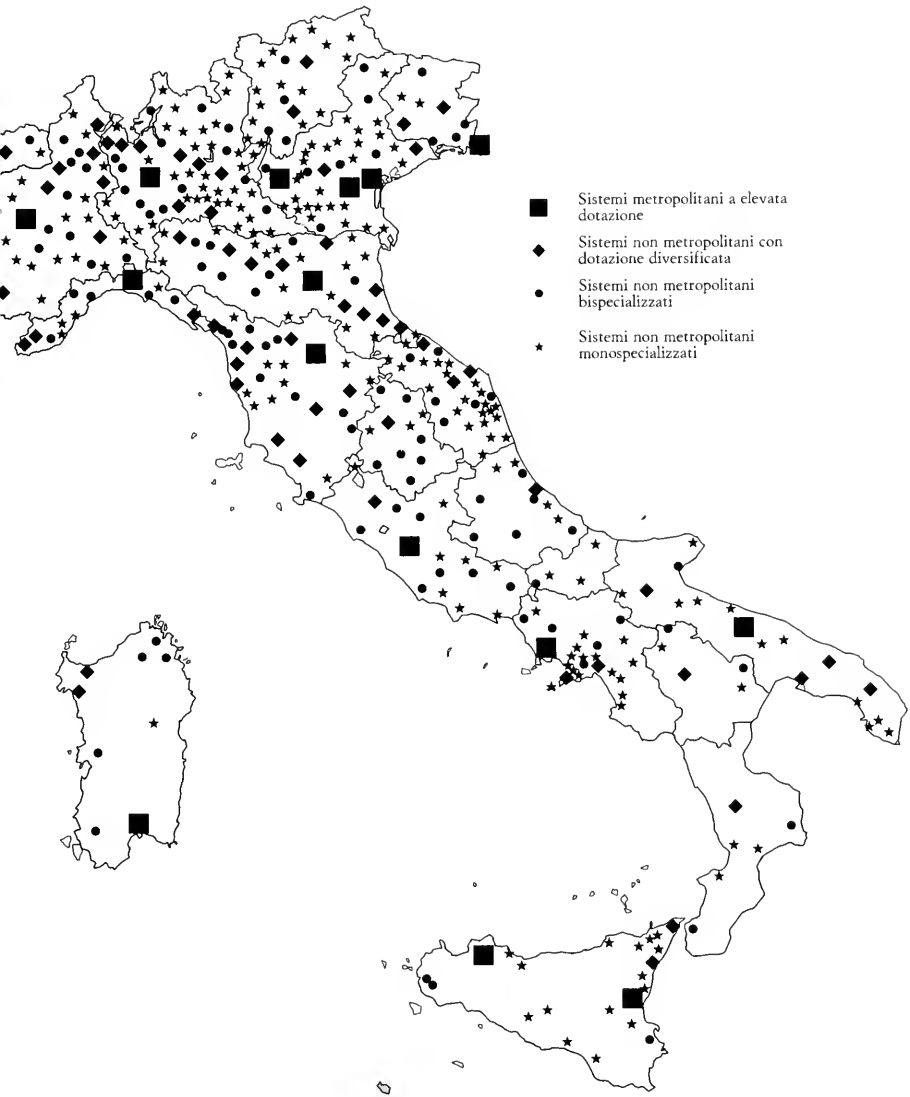 Sistemi metropolitani a elevata
dotazione
Sistemi non metropolitani con
dotazione diversificata
Sistemi non metropolitani
bispecializzati
Sistemi non metropolitani
monospecializzati